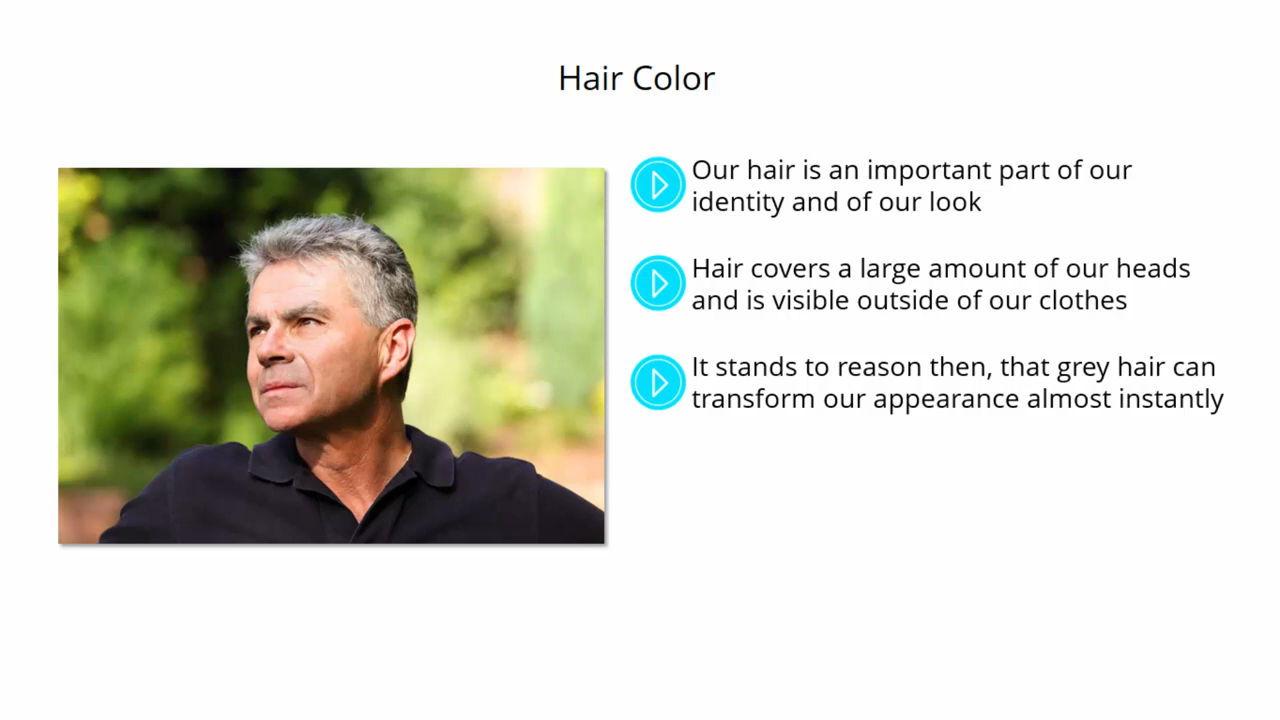 Hair Color
Our hair is an important part of our
identity and of our look
Hair covers a large amount of our heads
and is visible outside of our clothes
It stands to reason then, that grey hair can
transform our appearance almost instantly